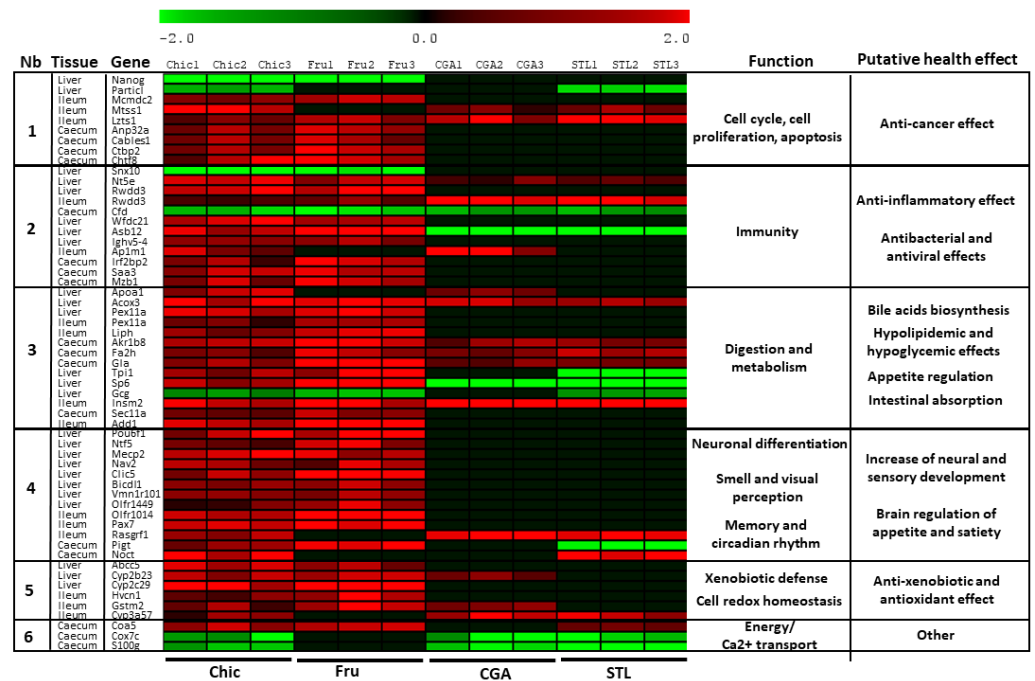 -2.0 0.0 2.0
Nb Tissue Gene Chic1 Chic2 Chic3 Fru1 Fru2 Fru3 CGA1 CGA2 CGA3 STL1 STL2 STL3 Function Putative health effect
1
Liver Nanog
Liver Particl
Ileum Mcmdc2
Ileum Mtss1
Ileum Lzts1
Caecum Anp32a
Caecum Cables1
Caecum Ctbp2
Caecum Chtf8
Cell cycle, cell
proliferation, apoptosis
Anti-cancer effect
2
Liver Snx10
Liver Nt5e
Liver Rwdd3
Ileum Rwdd3
Caecum Cfd
Liver Wfdc21
Liver Asb12
Liver Ighv5-4
Ileum Ap1m1
Caecum Irf2bp2
Caecum Saa3
Caecum Mzb1
Immunity
Anti-inflammatory effect
Antibacterial and
antiviral effects
3
Liver Apoa1
Liver Acox3
Liver Pex11a
Ileum Pex11a
Ileum Liph
Caecum Akr1b8
Caecum Fa2h
Caecum Gla
Liver Tpi1
Liver Sp6
Liver Gcg
Ileum Insm2
Caecum Sec11a
Ileum Add1
Digestion and
metabolism
Bile acids biosynthesis
Hypolipidemic and
hypoglycemic effects
Appetite regulation
Intestinal absorption
4
Liver Pou6f1
Liver Ntf5
Liver Mecp2
Liver Nav2
Liver Clic5
Liver Bicdl1
Liver Vmn1r101
Liver Olfr1449
Ileum Olfr1014
Ileum Pax7
Ileum Rasgrf1
Caecum Pigt
Caecum Noct
Neuronal differentiation
Smell and visual
perception
Memory and
circadian rhythm
Increase of neural and
sensory development
Brain regulation of
appetite and satiety
5
Liver Abcc5
Liver Cyp2b23
Liver Cyp2c29
Ileum Hvcn1
Ileum Gstm2
Ileum Cyp3a57
Xenobiotic defense
Cell redox homeostasis
Anti-xenobiotic and
antioxidant effect
6
Caecum Coa5
Caecum Cox7c
Caecum S100g
Energy/
Ca2+ transport
Other
Chic Fru CGA STL